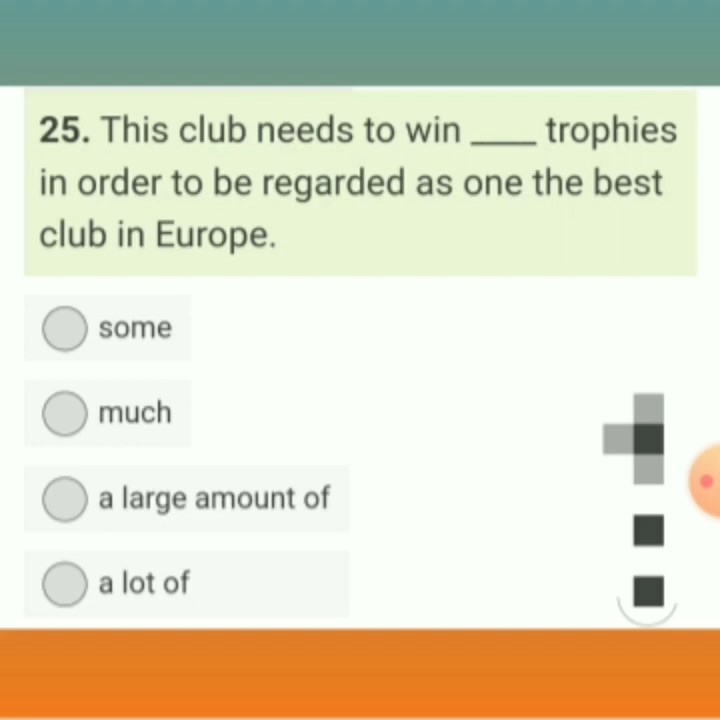 25. This club needs to win ____ trophies
in order to be regarded as one the best
club in Europe.
some
much
a large amount of
a lot of